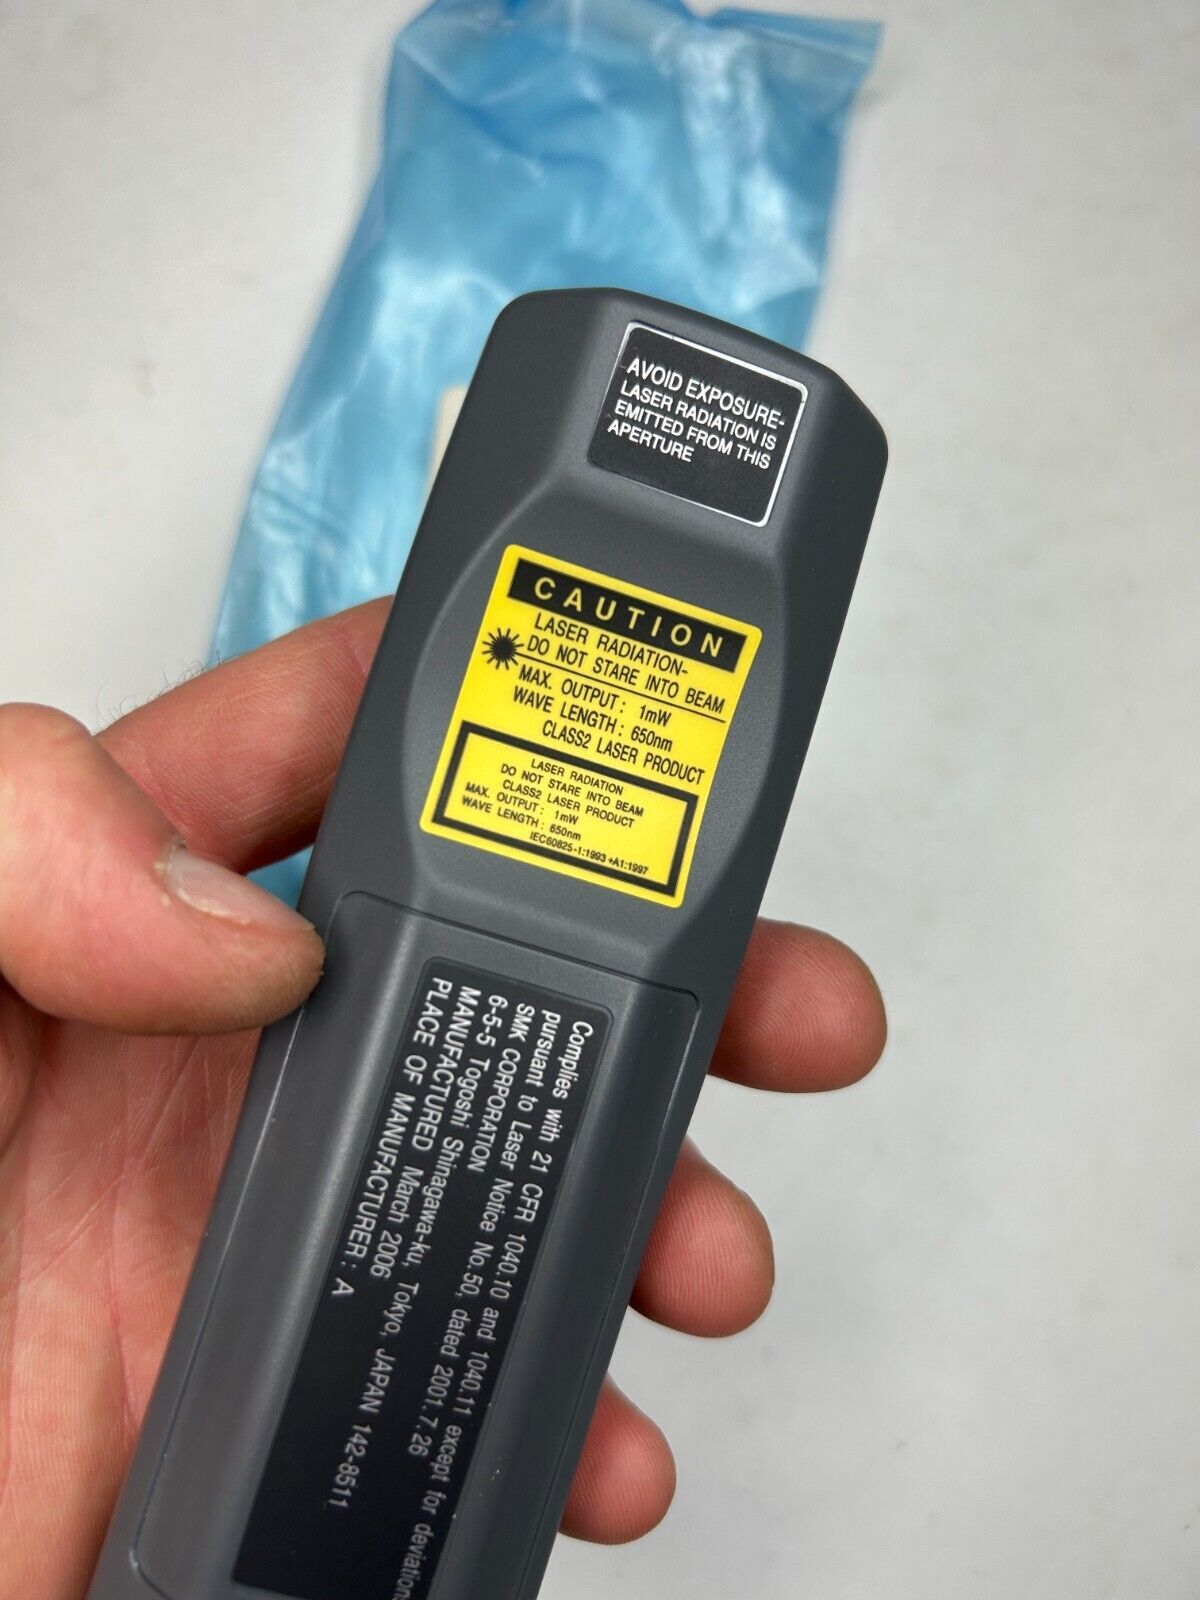 AVOID EXPOSURE-
LASER RADIATION IS
EMITTED FROM THIS
APERTURE
CAUTION
LASER RADIATION-
DO NOT STARE INTO BEAM
MAX. OUTPUT : 1mW
WAVE LENGTH : 650nm
CLASS2 LASER PRODUCT
LASER RADIATION
DO NOT STARE INTO BEAM
CLASS2 LASER PRODUCT
MAX. OUTPUT : 1mW
WAVE LENGTH : 650nm
IEC60825-1:1993+A1:1997
Complies with 21 CFR 1040.10 and 1040.11 except for deviation
pursuant to Laser Notice No.50, dated 2001.7.26
SMK CORPORATION
6-5-5 Togoshi Shinagawa-ku, Tokyo, JAPAN 142-8511
MANUFACTURED March 2006
PLACE OF MANUFACTURER : A